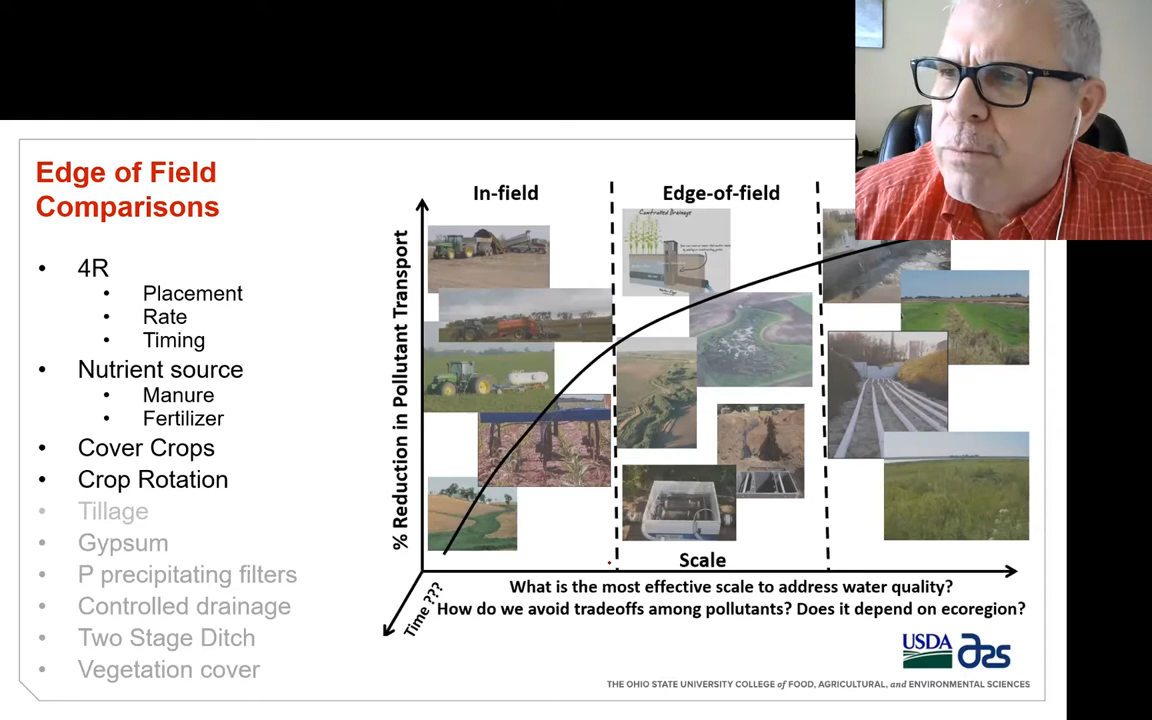 Edge of Field
Comparisons
• 4R
• Placement
• Rate
• Timing
• Nutrient source
• Manure
• Fertilizer
• Cover Crops
• Crop Rotation
• Tillage
• Gypsum
• P precipitating filters
• Controlled drainage
• Two Stage Ditch
• Vegetation cover
In-field
Edge-of-field
Controlled Drainage
% Reduction in Pollutant Transport
Scale
Time ???
What is the most effective scale to address water quality?
How do we avoid tradeoffs among pollutants? Does it depend on ecoregion?
USDA
ars
THE OHIO STATE UNIVERSITY COLLEGE of FOOD, AGRICULTURAL, and ENVIRONMENTAL SCIENCES